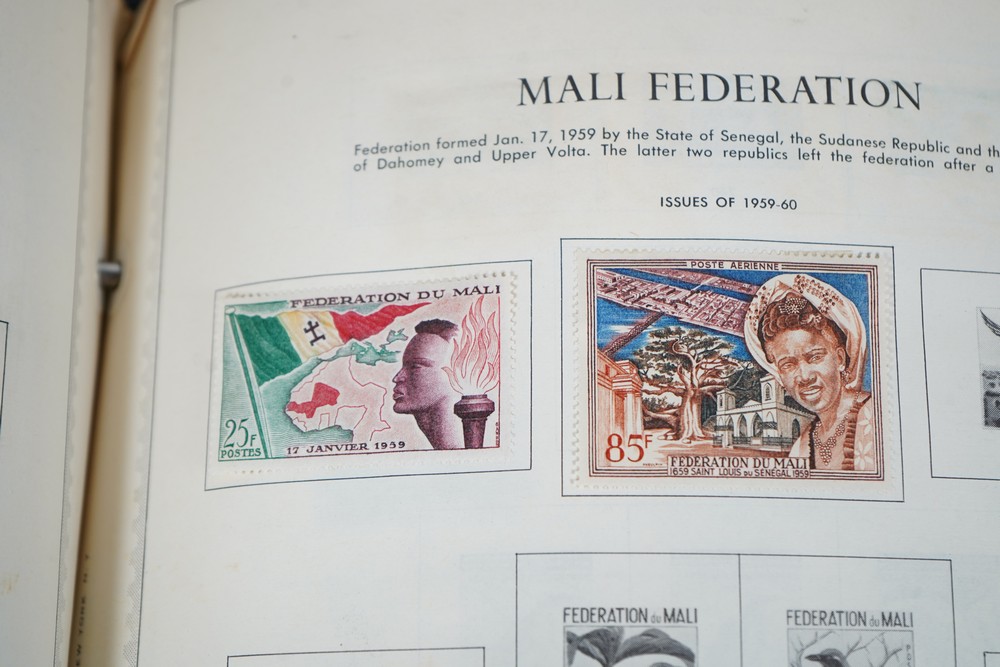 MALI FEDERATION
Federation formed Jan. 17, 1959 by the State of Senegal, the Sudanese Republic and the
of Dahomey and Upper Volta. The latter two republics left the federation after a
ISSUES OF 1959-60
FEDERATION DU MALI
25F
POSTES
17 JANVIER 1959
POSTE AÉRIENNE
85F
FEDERATION DU MALI
1659 SAINT LOUIS DU SENEGAL 1959
FEDERATION du MALI
FEDERATION du MALI